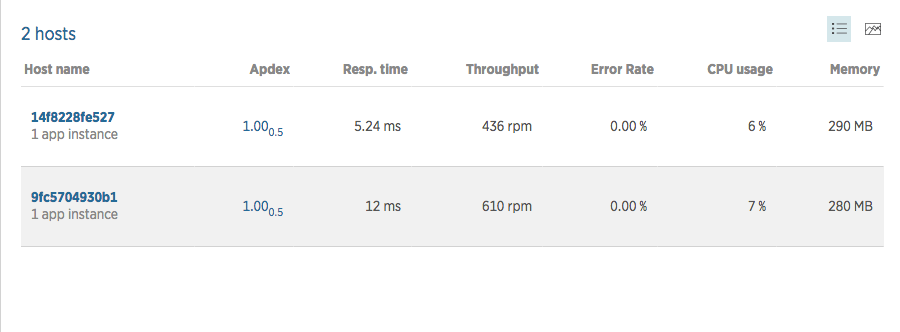 2 hosts
Host name Apdex Resp. time Throughput Error Rate CPU usage Memory
14f8228fe527
1 app instance
1.00 0.5 5.24 ms 436 rpm 0.00 % 6 % 290 MB
9fc5704930b1
1 app instance
1.00 0.5 12 ms 610 rpm 0.00 % 7 % 280 MB